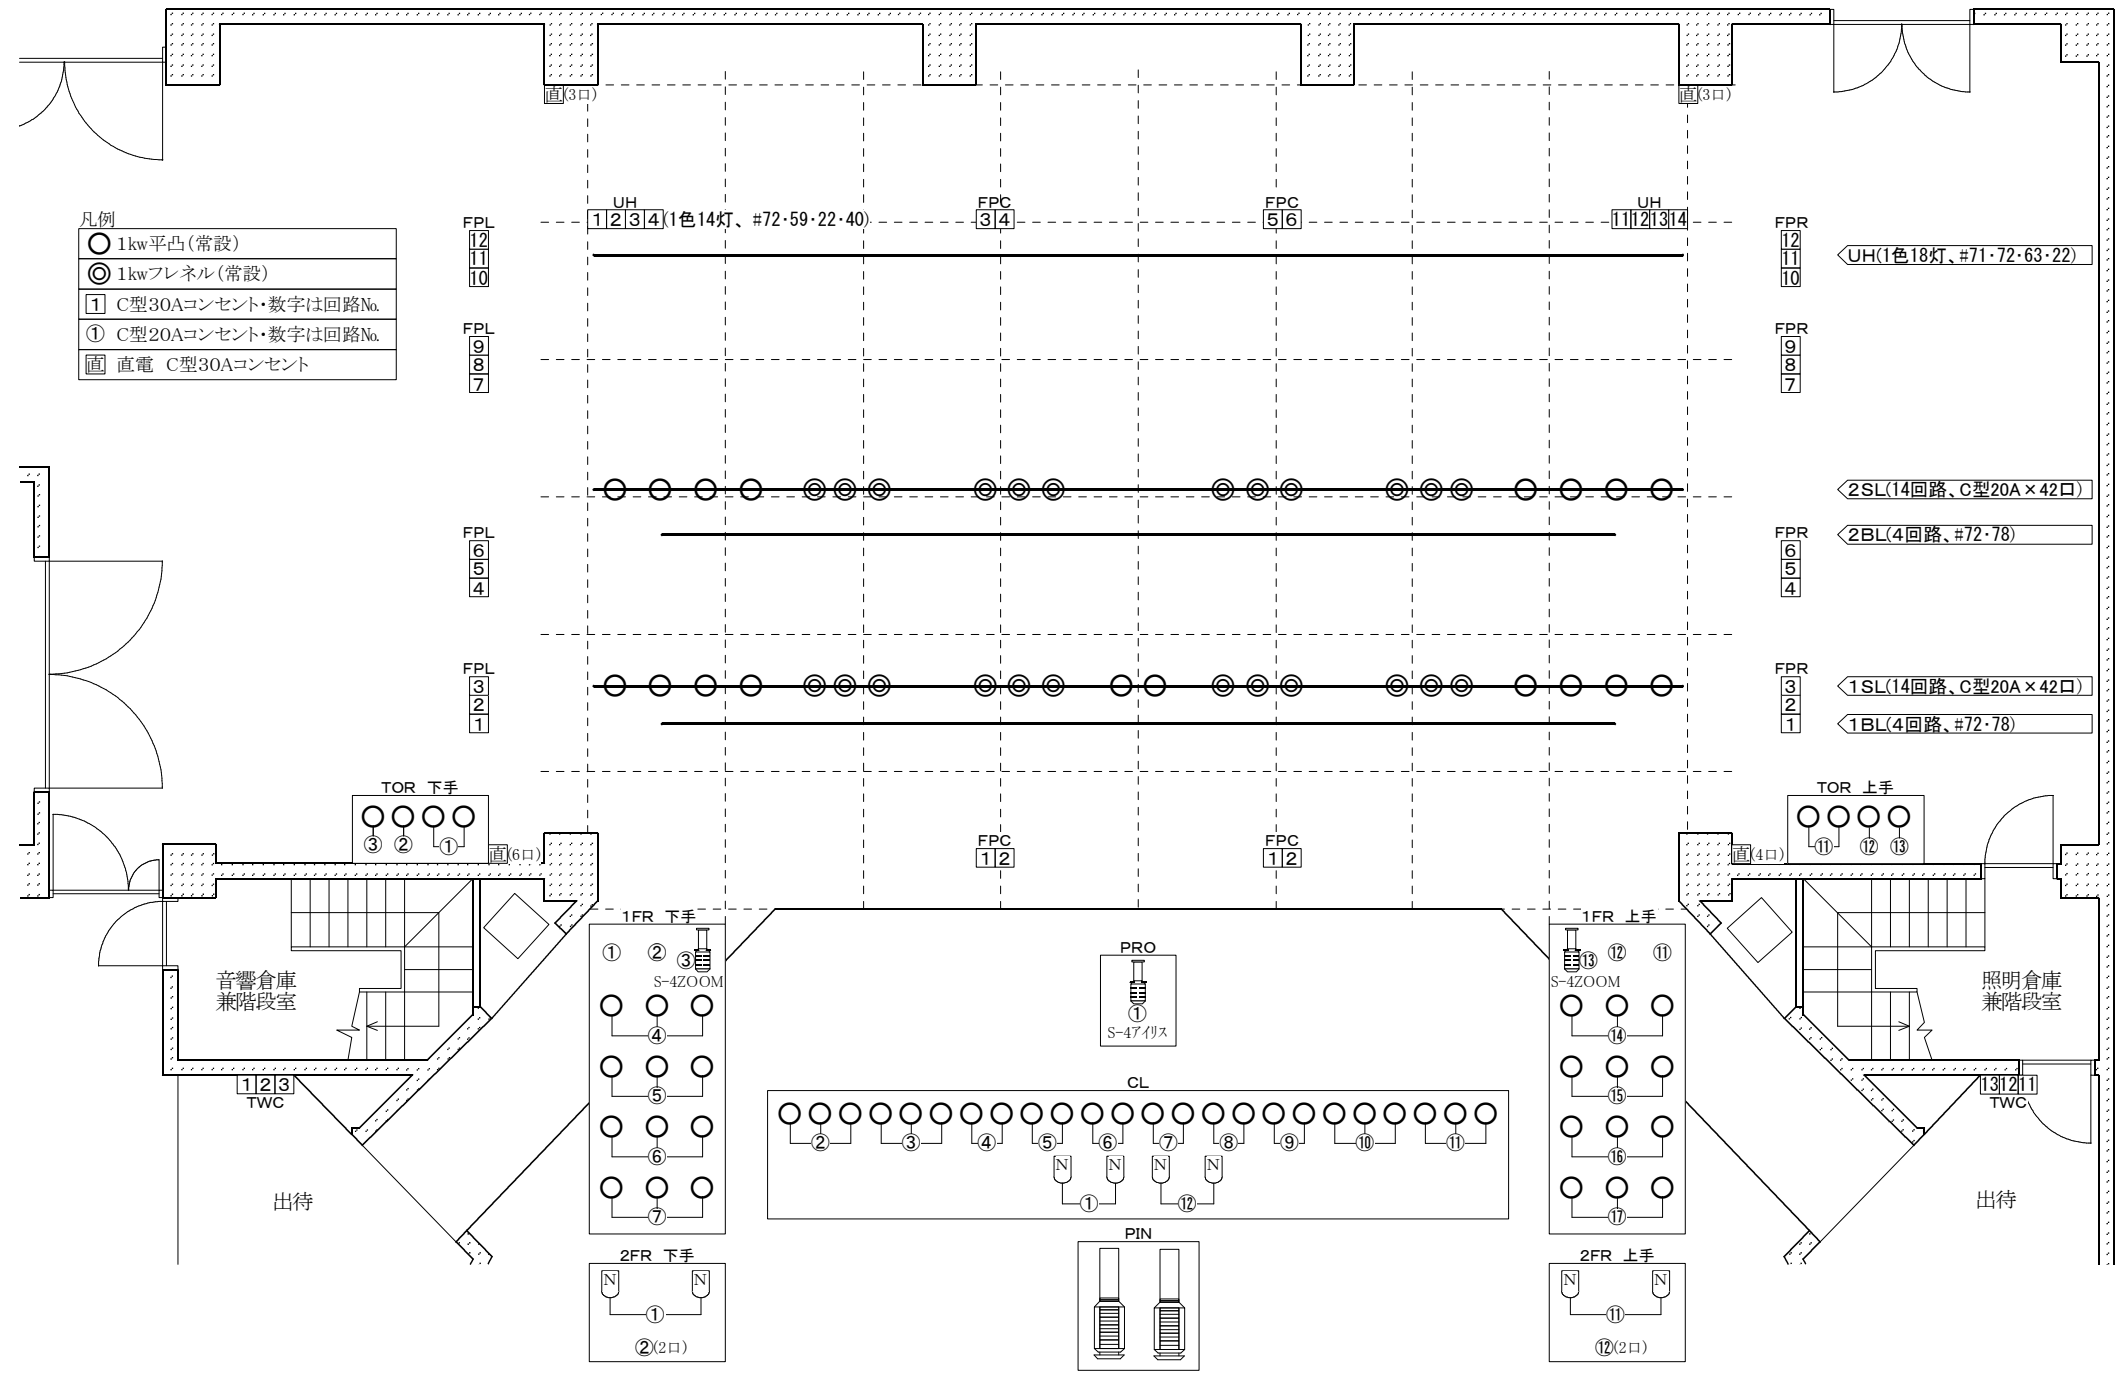 直(3口)
直(3口)
凡例
1kw平凸(常設)
1kwフレネル(常設)
1 C型30Aコンセント・数字は回路№
① C型20Aコンセント・数字は回路№
直 直電 C型30Aコンセント
FPL
12
11
10
UH
1 2 3 4 (1色14灯、#72・59・22・40)
FPC
3 4
FPC
5 6
UH
11 12 13 14
FPR
12
11
10
UH(1色18灯、#71・72・63・22)
FPL
9
8
7
FPR
9
8
7
2SL(14回路、C型20A×42口)
FPL
6
5
4
FPR
6
5
4
2BL(4回路、#72・78)
FPL
3
2
1
FPR
3
2
1
1SL(14回路、C型20A×42口)
1BL(4回路、#72・78)
TOR 下手
③ ② ①
直(6口)
FPC
1 2
FPC
1 2
TOR 上手
⑪ ⑫ ⑬
直(4口)
音響倉庫
兼階段室
1 2 3
TWC
出待
1FR 下手
① ② ③
S-4ZOOM
④
⑤
⑥
⑦
2FR 下手
N N
①
②(2口)
PRO
①
S-4アイリス
CL
② ③ ④ ⑤ ⑥ ⑦ ⑧ ⑨ ⑩ ⑪
N N N N
① ⑫
PIN
1FR 上手
⑬ ⑫ ⑪
S-4ZOOM
⑭
⑮
⑯
⑰
2FR 上手
N N
⑪
⑫(2口)
照明倉庫
兼階段室
13 12 11
TWC
出待